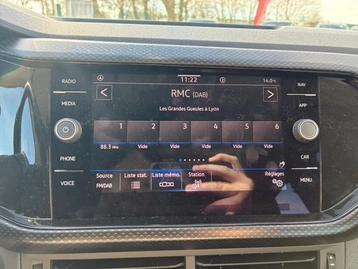 11:22
14.0°C
RADIO
NAV
RMC (DAB)
Les Grandes Gueules à Lyon
MEDIA
APP
1 2 3 4 5 6
88.3 MHz Vide Vide Vide Vide Vide
PHONE
CAR
Source
FM/DAB
Liste stat.
Liste mémo.
Station
Réglages
VOICE
MENU